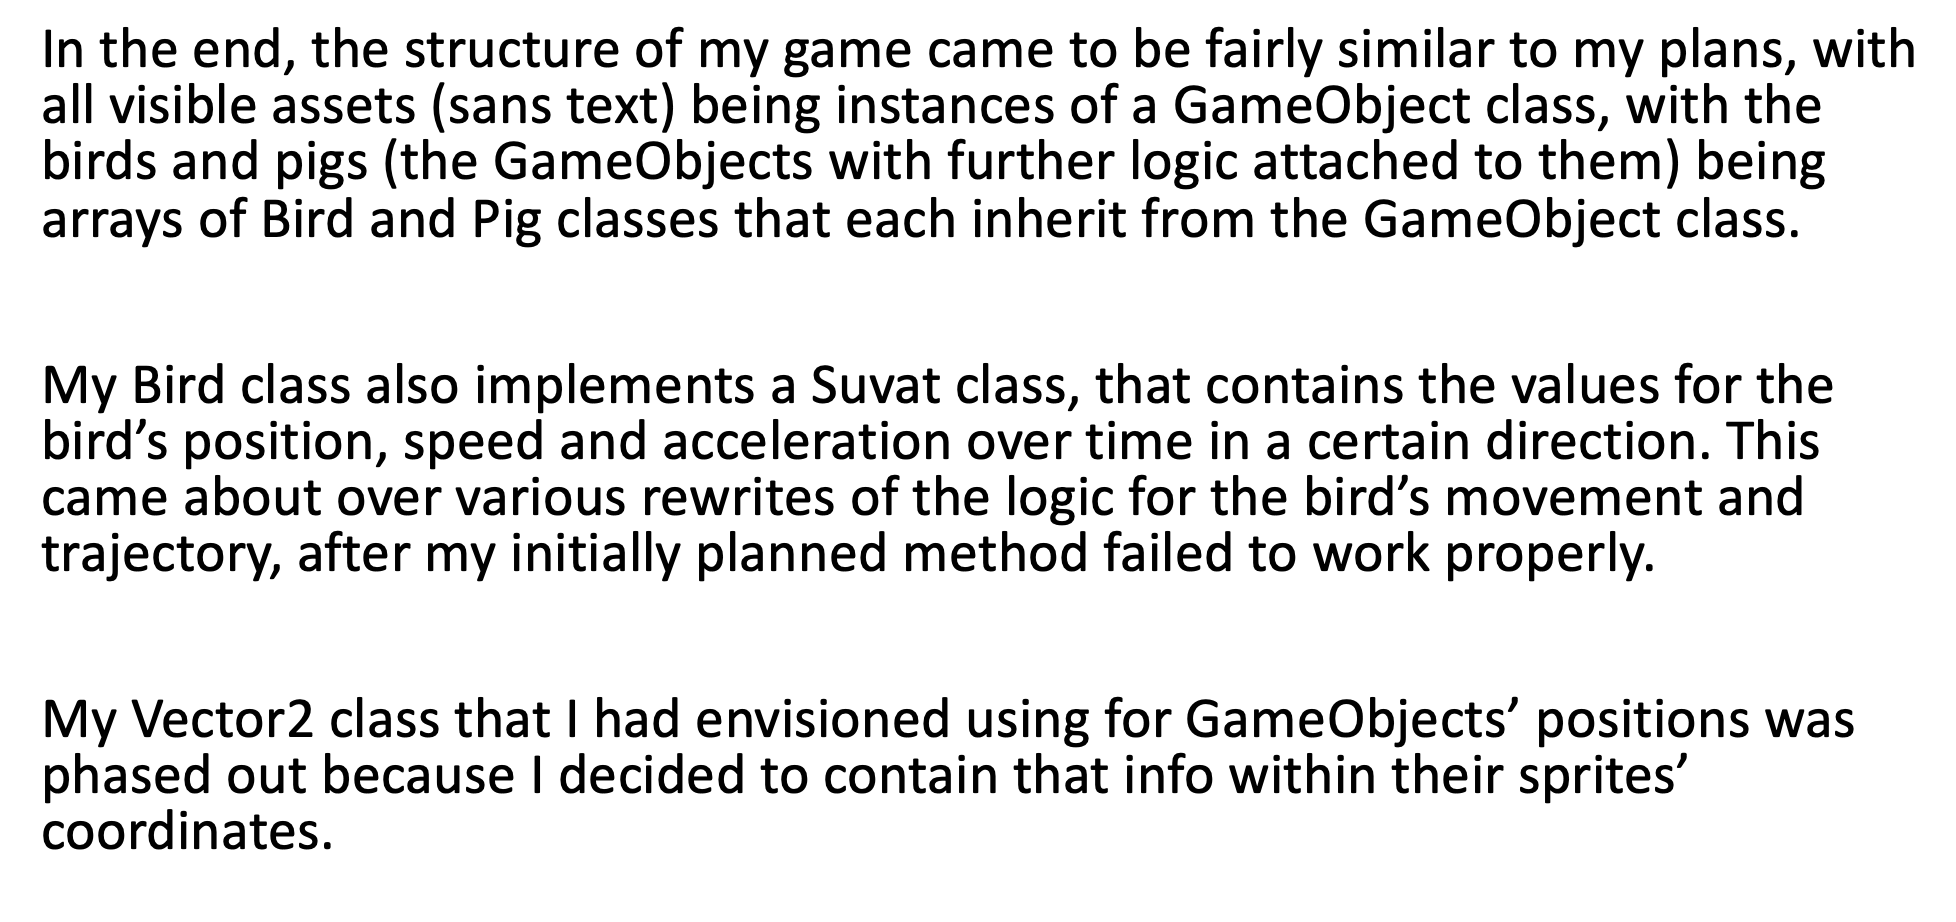 In the end, the structure of my game came to be fairly similar to my plans, with
all visible assets (sans text) being instances of a GameObject class, with the
birds and pigs (the GameObjects with further logic attached to them) being
arrays of Bird and Pig classes that each inherit from the GameObject class.
My Bird class also implements a Suvat class, that contains the values for the
bird’s position, speed and acceleration over time in a certain direction. This
came about over various rewrites of the logic for the bird’s movement and
trajectory, after my initially planned method failed to work properly.
My Vector2 class that I had envisioned using for GameObjects’ positions was
phased out because I decided to contain that info within their sprites’
coordinates.